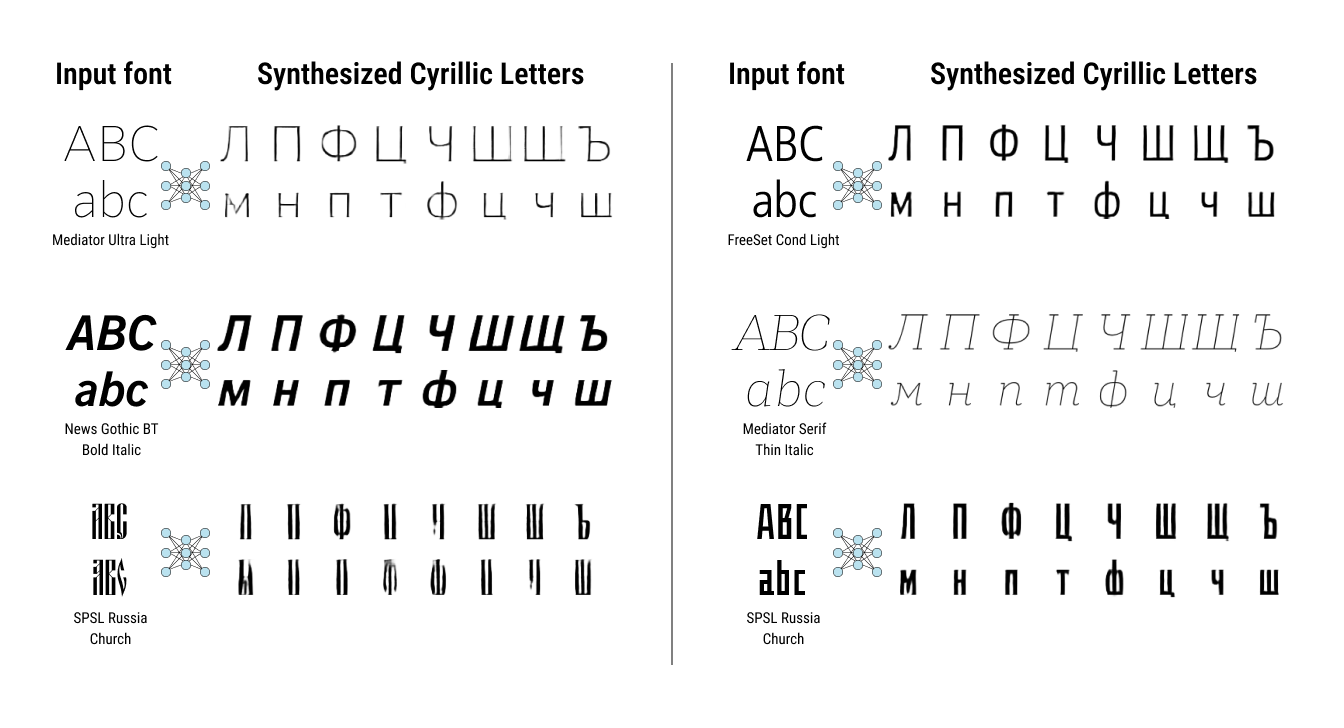 Input font Synthesized Cyrillic Letters
ABC Л П Ф Ц Ч Ш Ш Ъ
abc м н п т ф ц ч ш
Mediator Ultra Light
ABC Л П Ф Ц Ч Ш Щ Ъ
abc м н п т ф ц ч ш
News Gothic BT
Bold Italic
ABC Л П Ф Ч Ш Ш Ъ
ABC П П Ф Ч Ш
SPSL Russia
Church
Input font Synthesized Cyrillic Letters
ABC Л П Ф Ц Ч Ш Щ Ъ
abc м н п т ф ц ч ш
FreeSet Cond Light
ABC Л П Ф Ц Ч Ш Щ Ъ
abc м н п т ф ц ч ш
Mediator Serif
Thin Italic
ABC Л П Ф Ц Ч Ш Щ Ъ
abc м н п т ф ц ч ш
SPSL Russia
Church